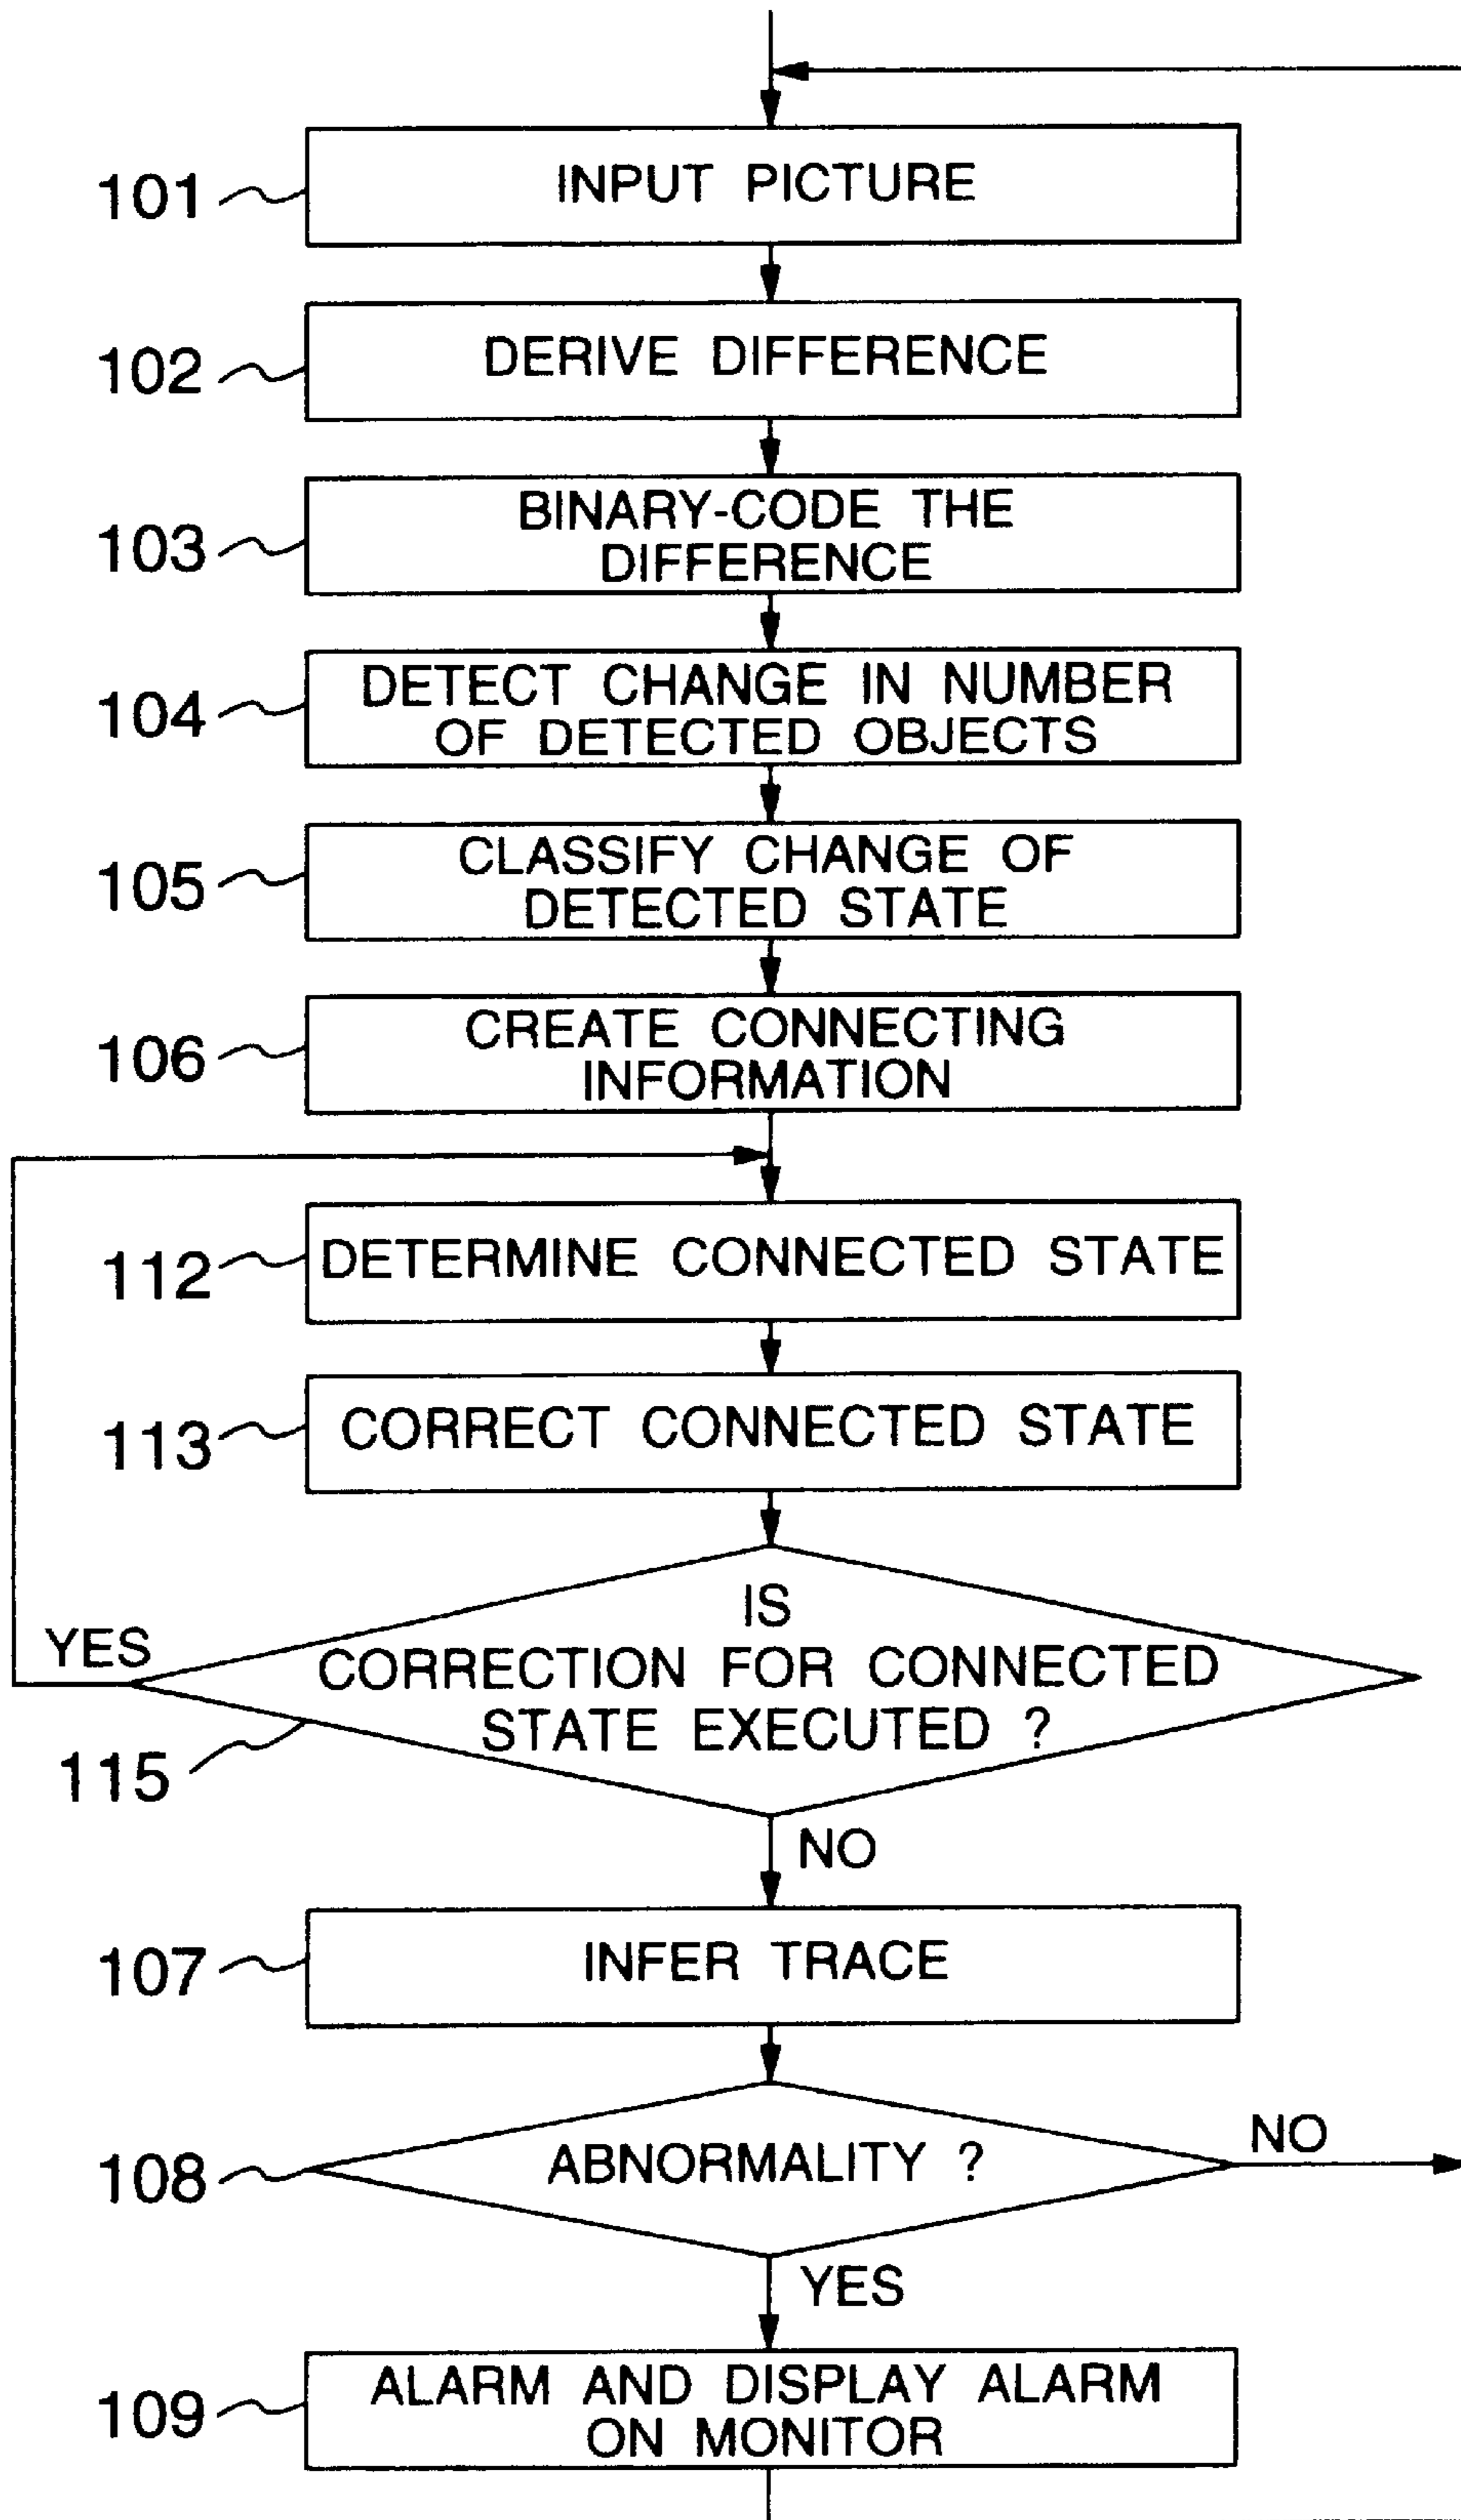 101
INPUT PICTURE
102
DERIVE DIFFERENCE
103
BINARY-CODE THE
DIFFERENCE
104
DETECT CHANGE IN NUMBER
OF DETECTED OBJECTS
105
CLASSIFY CHANGE OF
DETECTED STATE
106
CREATE CONNECTING
INFORMATION
112
DETERMINE CONNECTED STATE
113
CORRECT CONNECTED STATE
IS
CORRECTION FOR CONNECTED
STATE EXECUTED ?
YES
115
NO
107
INFER TRACE
108
ABNORMALITY ?
NO
YES
109
ALARM AND DISPLAY ALARM
ON MONITOR